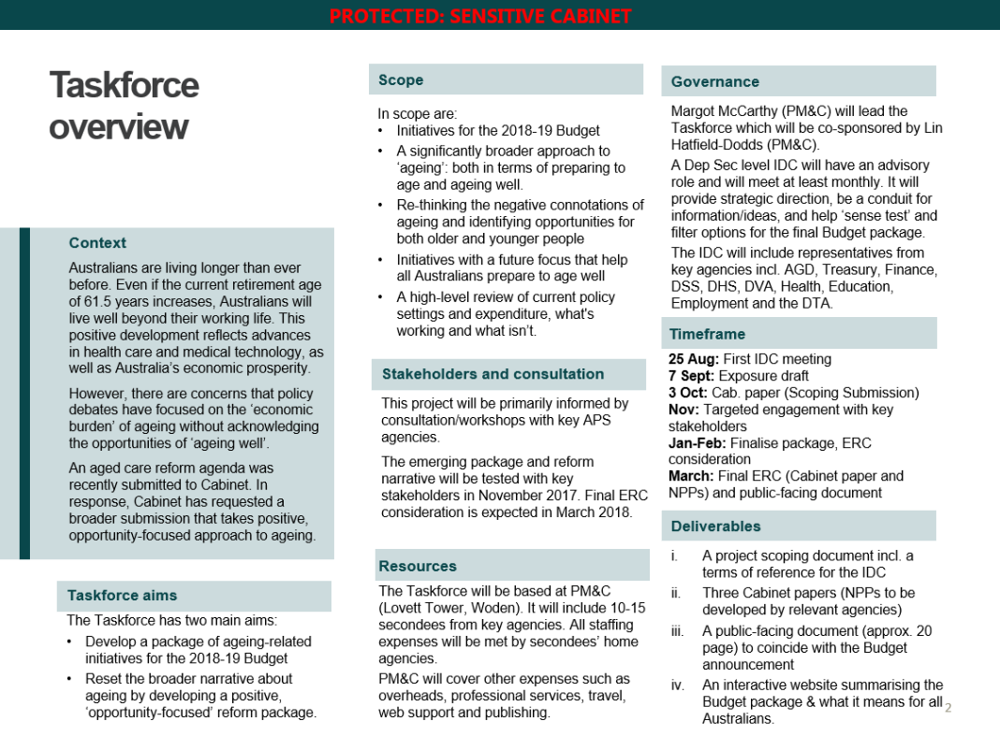 PROTECTED: SENSITIVE CABINET
Taskforce
overview
Context
Australians are living longer than ever
before. Even if the current retirement age
of 61.5 years increases, Australians will
live well beyond their working life. This
positive development reflects advances
in health care and medical technology, as
well as Australia's economic prosperity.
However, there are concerns that policy
debates have focused on the 'economic
burden' of ageing without acknowledging
the opportunities of 'ageing well'.
An aged care reform agenda was
recently submitted to Cabinet. In
response, Cabinet has requested a
broader submission that takes positive,
opportunity-focused approach to ageing.
Taskforce aims
The Taskforce has two main aims:
• Develop a package of ageing-related
initiatives for the 2018-19 Budget
• Reset the broader narrative about
ageing by developing a positive,
'opportunity-focused' reform package.
Scope
In scope are:
• Initiatives for the 2018-19 Budget
• A significantly broader approach to
'ageing': both in terms of preparing to
age and ageing well.
• Re-thinking the negative connotations of
ageing and identifying opportunities for
both older and younger people
• Initiatives with a future focus that help
all Australians prepare to age well
• A high-level review of current policy
settings and expenditure, what's
working and what isn't.
Stakeholders and consultation
This project will be primarily informed by
consultation/workshops with key APS
agencies.
The emerging package and reform
narrative will be tested with key
stakeholders in November 2017. Final ERC
consideration is expected in March 2018.
Resources
The Taskforce will be based at PM&C
(Lovett Tower, Woden). It will include 10-15
secondees from key agencies. All staffing
expenses will be met by secondees' home
agencies.
PM&C will cover other expenses such as
overheads, professional services, travel,
web support and publishing.
Governance
Margot McCarthy (PM&C) will lead the
Taskforce which will be co-sponsored by Lin
Hatfield-Dodds (PM&C).
A Dep Sec level IDC will have an advisory
role and will meet at least monthly. It will
provide strategic direction, be a conduit for
information/ideas, and help 'sense test' and
filter options for the final Budget package.
The IDC will include representatives from
key agencies incl. AGD, Treasury, Finance,
DSS, DHS, DVA, Health, Education,
Employment and the DTA.
Timeframe
25 Aug: First IDC meeting
7 Sept: Exposure draft
3 Oct: Cab. paper (Scoping Submission)
Nov: Targeted engagement with key
stakeholders
Jan-Feb: Finalise package, ERC
consideration
March: Final ERC (Cabinet paper and
NPPs) and public-facing document
Deliverables
i. A project scoping document incl. a
terms of reference for the IDC
ii. Three Cabinet papers (NPPs to be
developed by relevant agencies)
iii. A public-facing document (approx. 20
page) to coincide with the Budget
announcement
iv. An interactive website summarising the
Budget package & what it means for all
Australians.
2